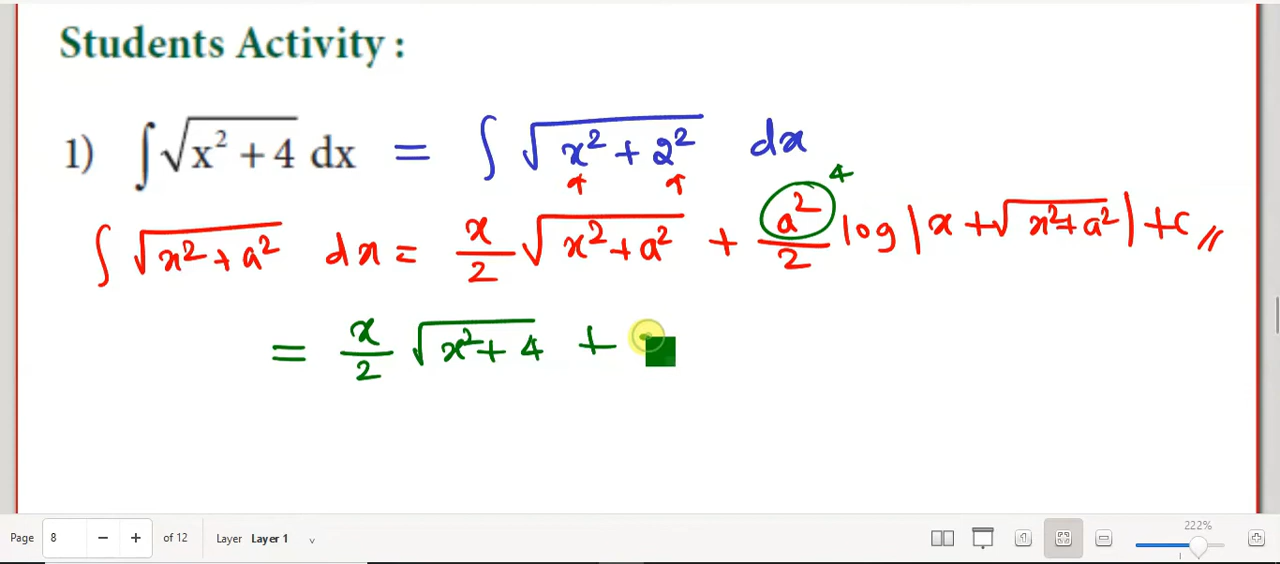 Students Activity :
1) ∫√(x² + 4) dx = ∫ √(x² + 2²) dx
4
∫ √(x² + a²) dx = x/2 √(x² + a²) + a²/2 log |x + √(x² + a²)| + c //
= x/2 √(x² + 4) +
Page 8 − + of 12 Layer Layer 1 222%